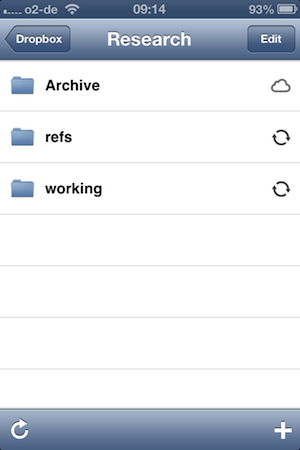 o2-de 09:14 93%
Dropbox Research Edit
Archive
refs
working